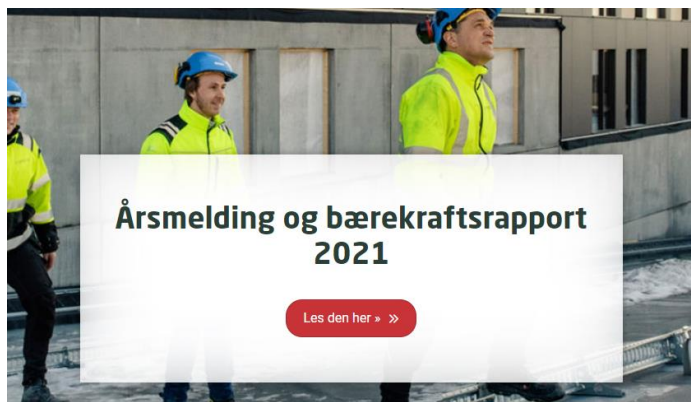 Årsmelding og bærekraftsrapport
2021
Les den her » »